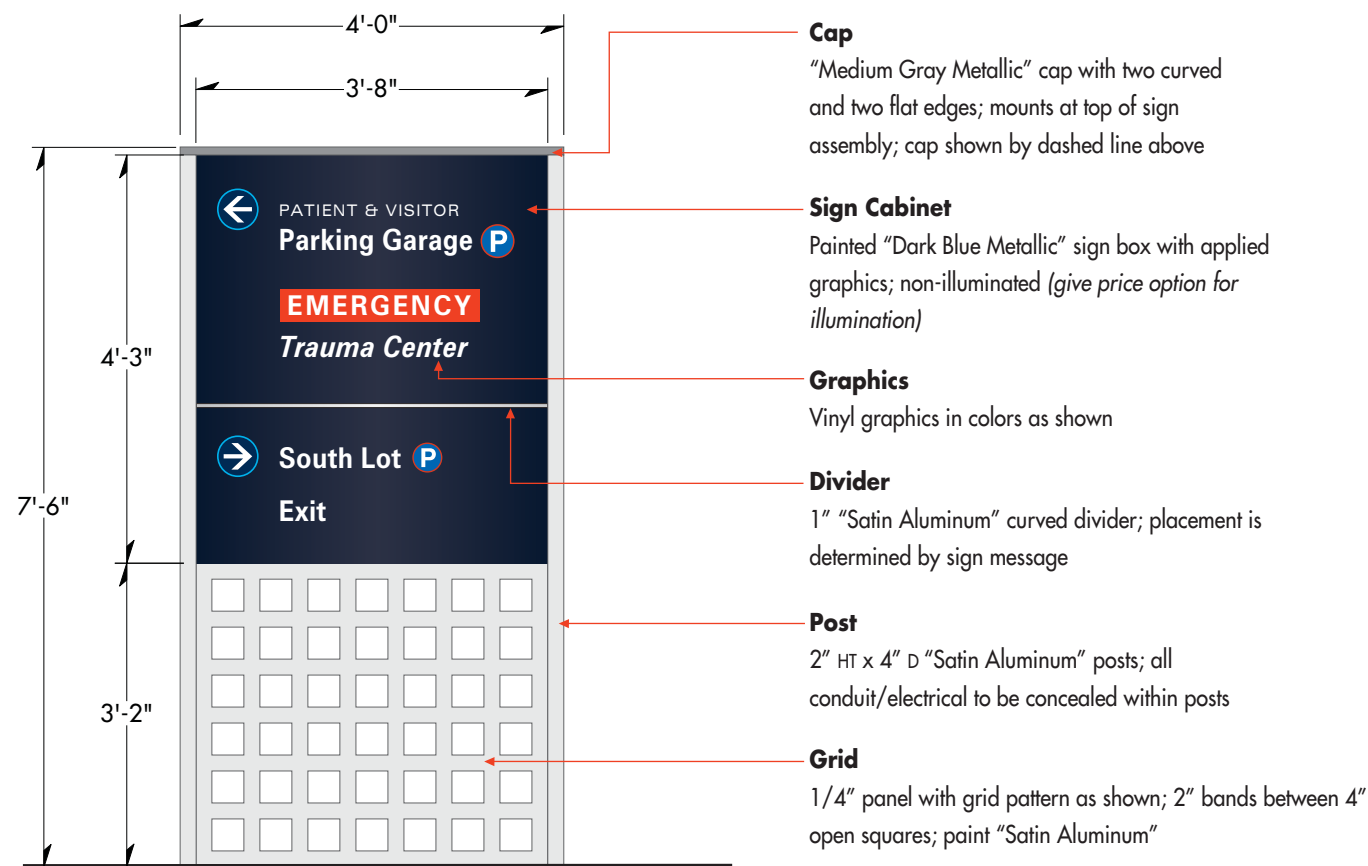 4'-0"
3'-8"
7'-6"
4'-3"
3'-2"
PATIENT & VISITOR
Parking Garage P
EMERGENCY
Trauma Center
South Lot P
Exit
Cap
“Medium Gray Metallic” cap with two curved
and two flat edges; mounts at top of sign
assembly; cap shown by dashed line above
Sign Cabinet
Painted “Dark Blue Metallic” sign box with applied
graphics; non-illuminated (give price option for
illumination)
Graphics
Vinyl graphics in colors as shown
Divider
1” “Satin Aluminum” curved divider; placement is
determined by sign message
Post
2” HT x 4” D “Satin Aluminum” posts; all
conduit/electrical to be concealed within posts
Grid
1/4” panel with grid pattern as shown; 2” bands between 4”
open squares; paint “Satin Aluminum”